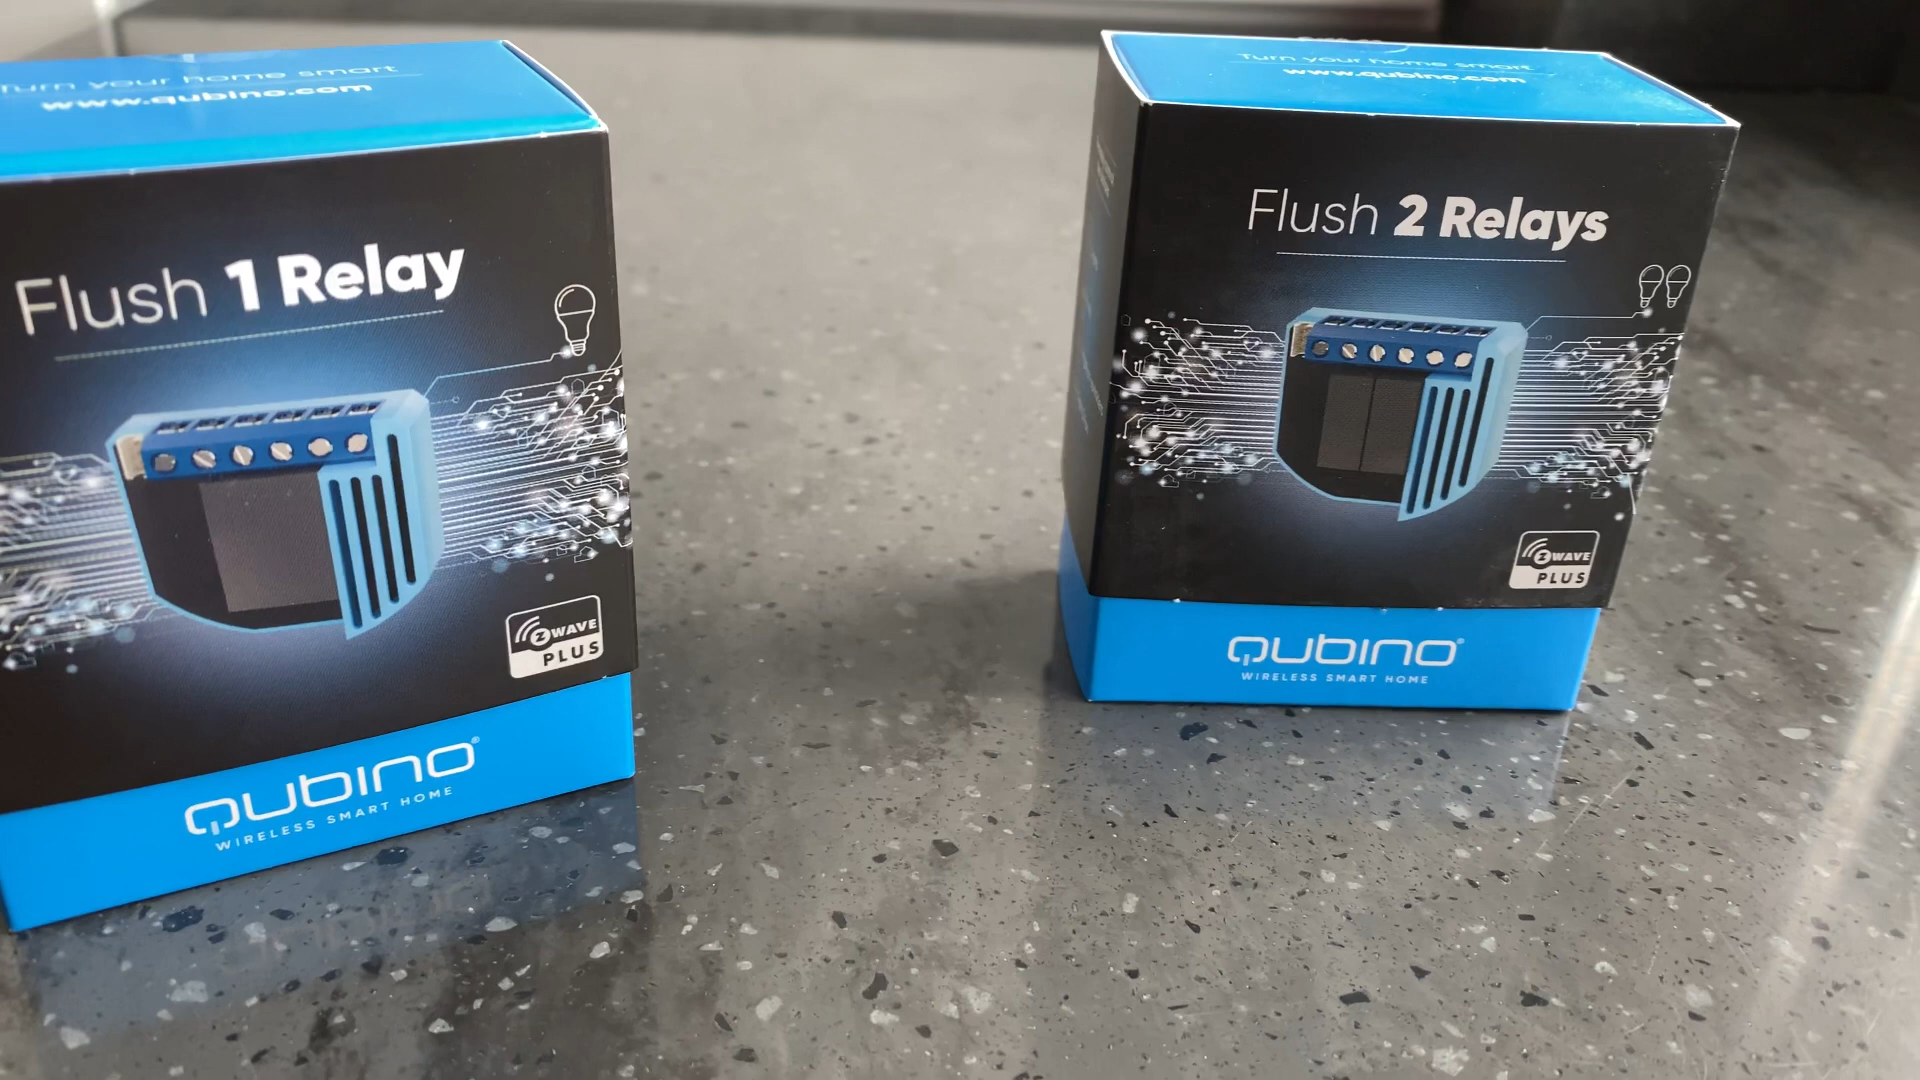 Turn your home smart
www.qubino.com
Flush 1 Relay
Z WAVE
PLUS
QUBINO®
WIRELESS SMART HOME
Turn your home smart
www.qubino.com
Flush 2 Relays
Z WAVE
PLUS
QUBINO®
WIRELESS SMART HOME